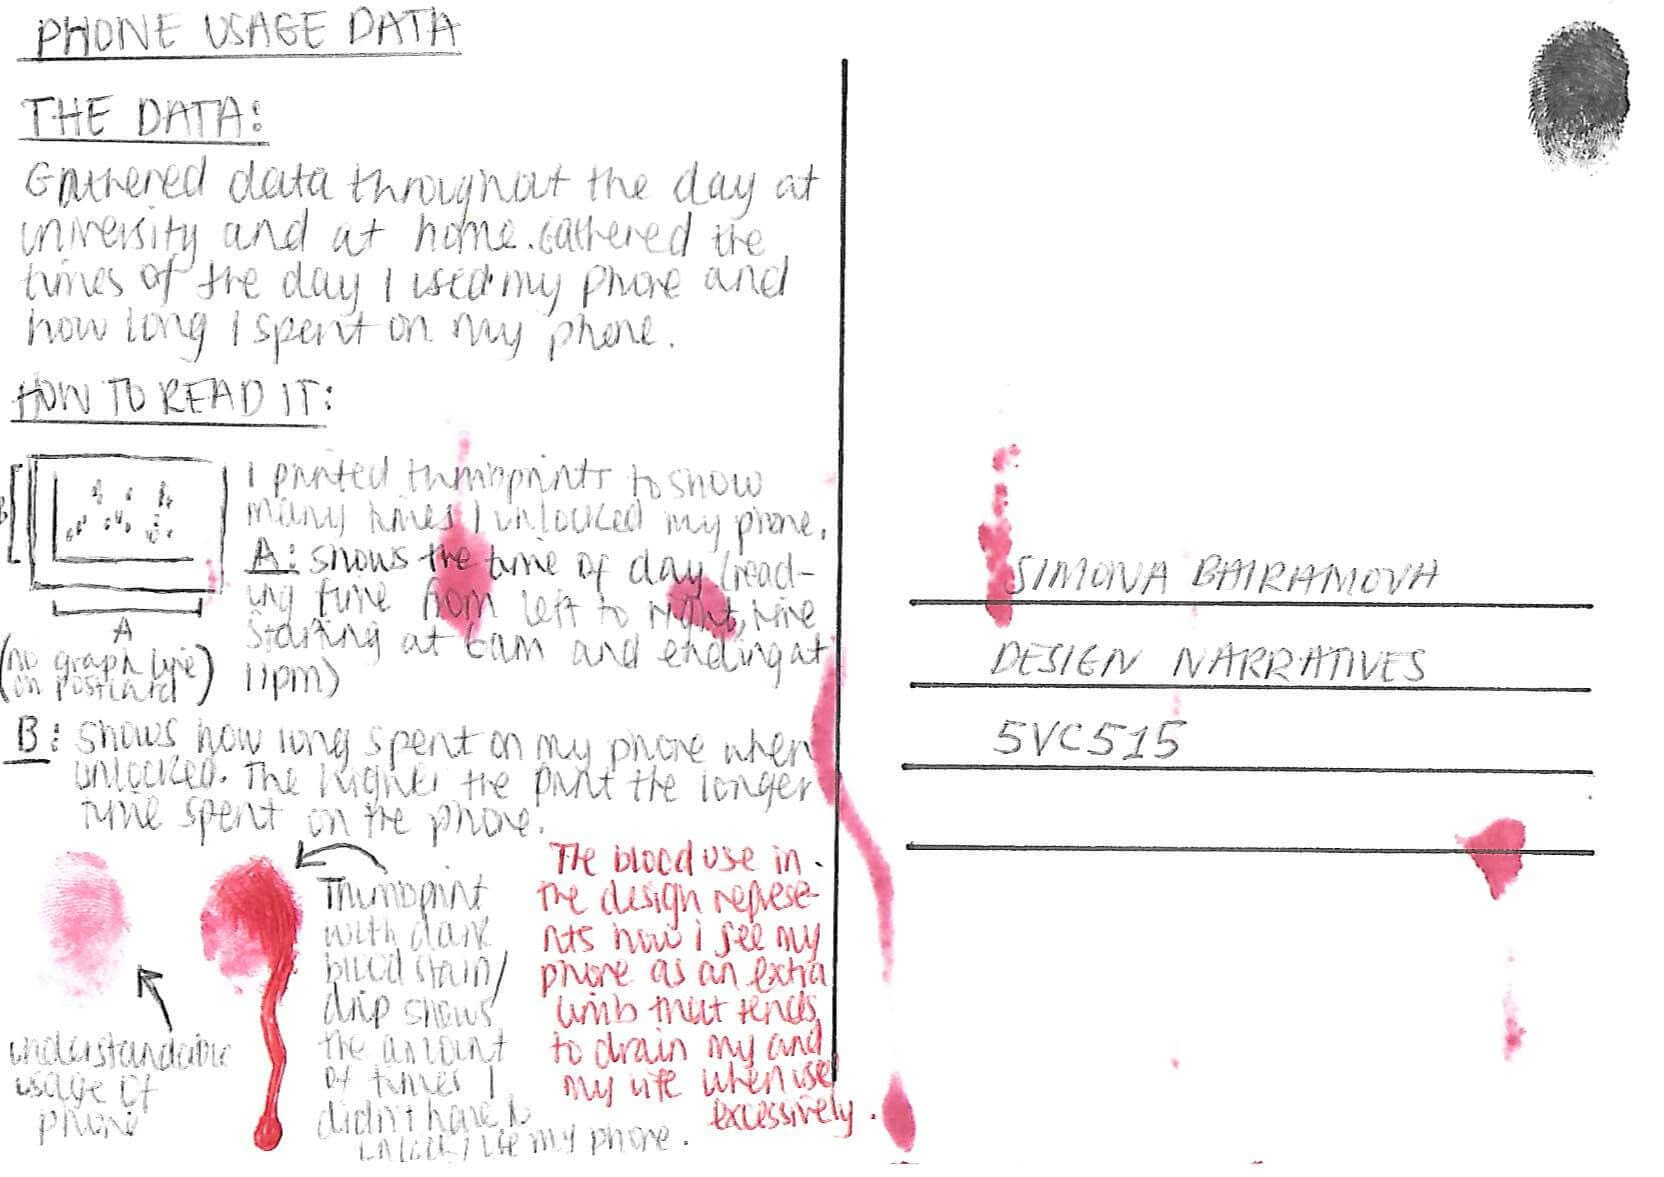 PHONE USAGE DATA
THE DATA:
Gathered data throughout the day at
university and at home. Gathered the
times of the day I used my phone and
how long I spent on my phone.
HOW TO READ IT:
B
A
(no graph line
on postcard)
I printed thumbprints to show
many times I unlocked my phone.
A: shows the time of day (read-
ing time from left to right, time
starting at 6am and ending at
11pm)
B: shows how long spent on my phone when
unlocked. The higher the print the longer
time spent on the phone.
understandable
usage of
phone
Thumbprint
with dark
blood stain/
drip shows
the amount
of times I
didn't have to
unlock/use my phone.
The blood use in
the design represe-
nts how i see my
phone as an extra
limb that tends
to drain my and
my life when use
excessively.
SIMONA BAIRAMOVA
DESIGN NARRATIVES
5VC515